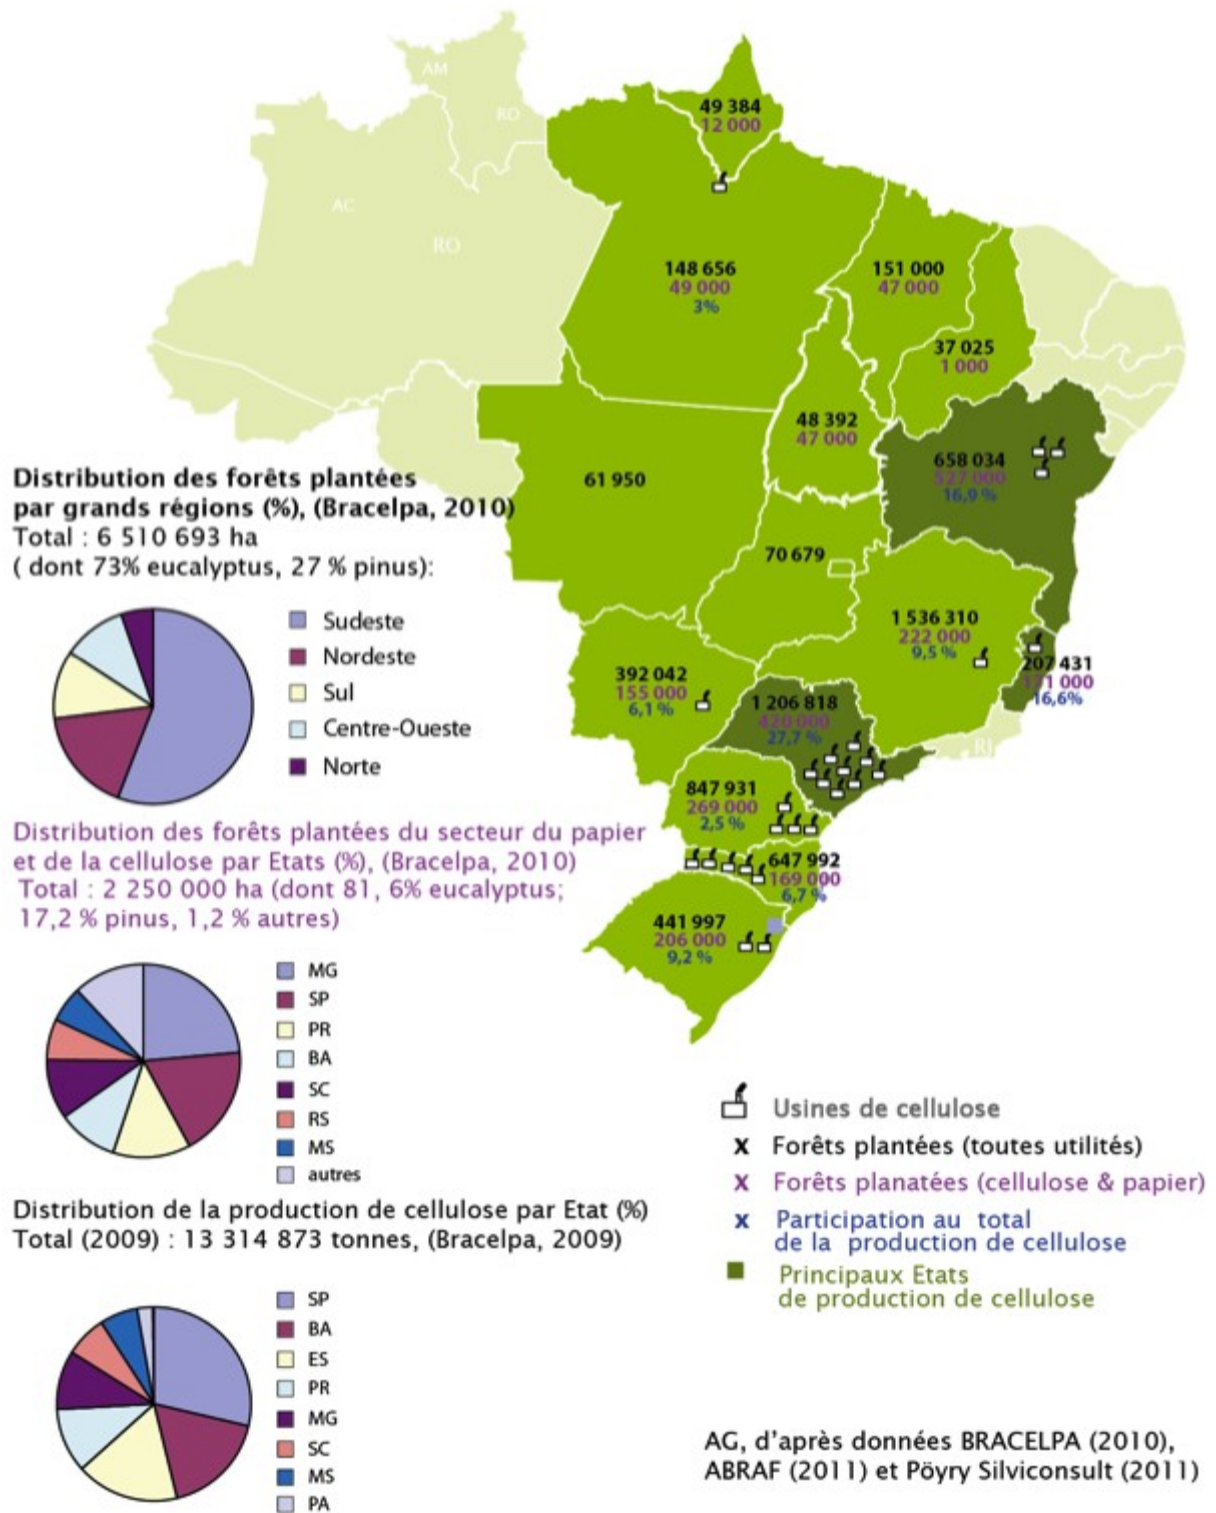 AM
RO
AC
RO
49 384
12 000
148 656
49 000
3%
151 000
47 000
37 025
1 000
48 392
47 000
61 950
658 034
527 000
16,9 %
70 679
1 536 310
222 000
9,5 %
207 431
171 000
16,6%
392 042
155 000
6,1 %
1 206 818
420 000
27,7 %
RJ
847 931
269 000
2,5 %
647 992
169 000
6,7 %
441 997
206 000
9,2 %
Distribution des forêts plantées
par grands régions (%), (Bracelpa, 2010)
Total : 6 510 693 ha
( dont 73% eucalyptus, 27 % pinus):
Sudeste
Nordeste
Sul
Centre-Oueste
Norte
Distribution des forêts plantées du secteur du papier
et de la cellulose par Etats (%), (Bracelpa, 2010)
Total : 2 250 000 ha (dont 81, 6% eucalyptus;
17,2 % pinus, 1,2 % autres)
MG
SP
PR
BA
SC
RS
MS
autres
Distribution de la production de cellulose par Etat (%)
Total (2009) : 13 314 873 tonnes, (Bracelpa, 2009)
SP
BA
ES
PR
MG
SC
MS
PA
Usines de cellulose
x Forêts plantées (toutes utilités)
x Forêts planatées (cellulose & papier)
x Participation au total
de la production de cellulose
Principaux Etats
de production de cellulose
AG, d'après données BRACELPA (2010),
ABRAF (2011) et Pöyry Silviconsult (2011)